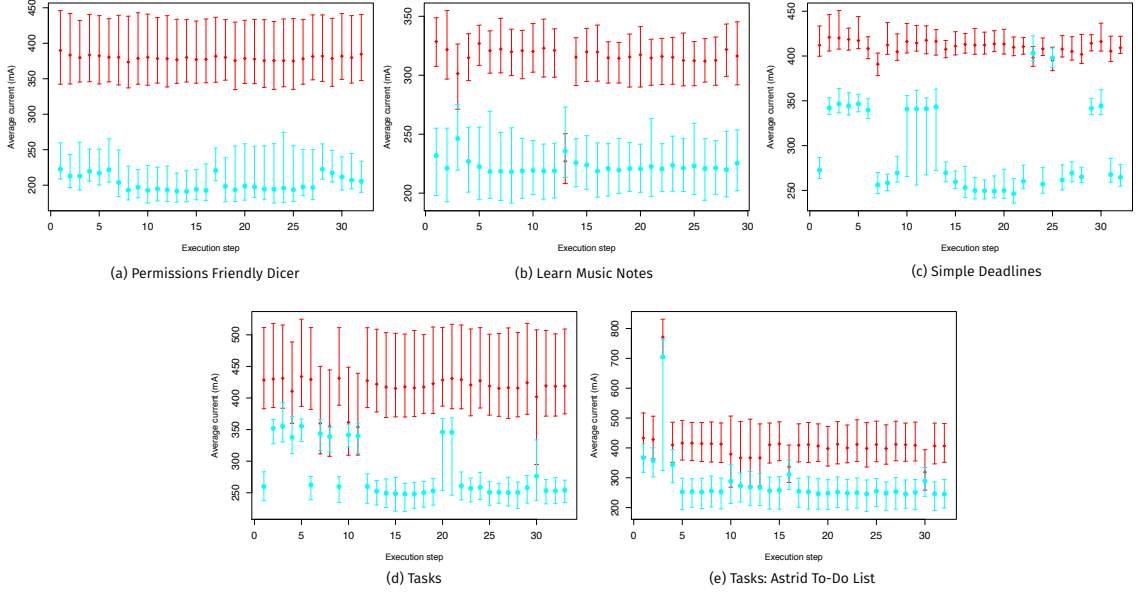 450
400
350
300
250
200
Average current (mA)
0 5 10 15 20 25 30
Execution step
(a) Permissions Friendly Dicer
350
300
250
200
Average current (mA)
0 5 10 15 20 25 30
Execution step
(b) Learn Music Notes
450
400
350
300
250
Average current (mA)
0 5 10 15 20 25 30
Execution step
(c) Simple Deadlines
500
450
400
350
300
250
Average current (mA)
0 5 10 15 20 25 30
Execution step
(d) Tasks
800
700
600
500
400
300
200
Average current (mA)
0 5 10 15 20 25 30
Execution step
(e) Tasks: Astrid To-Do List